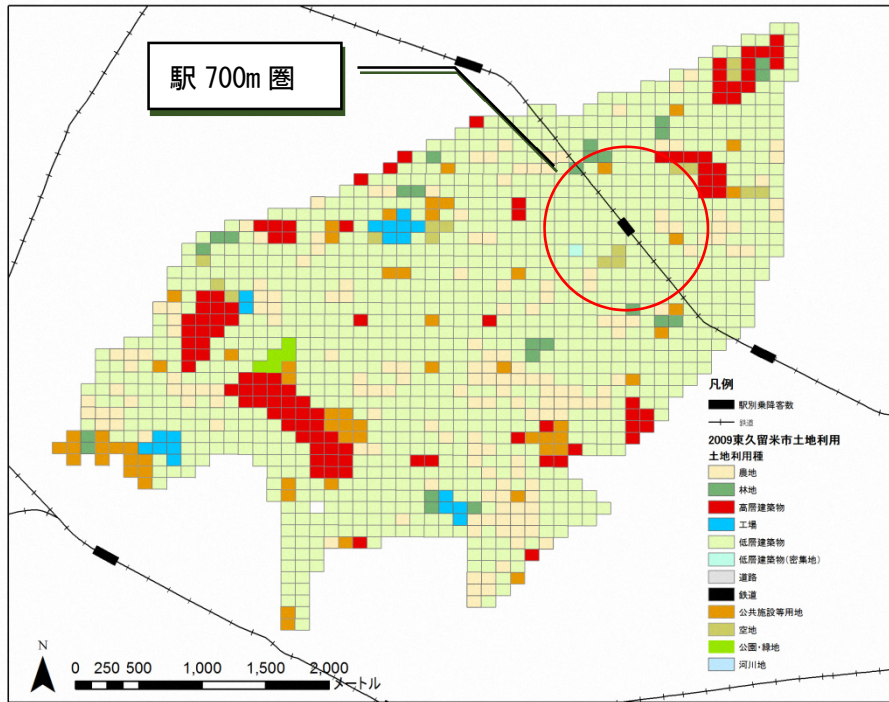 駅 700m 圏
凡例
駅別乗降客数
鉄道
2009東久留米市土地利用
土地利用種
農地
林地
高層建築物
工場
低層建築物
低層建築物(密集地)
道路
鉄道
公共施設等用地
空地
公園・緑地
河川地
N
0 250 500 1,000 1,500 2,000
メートル